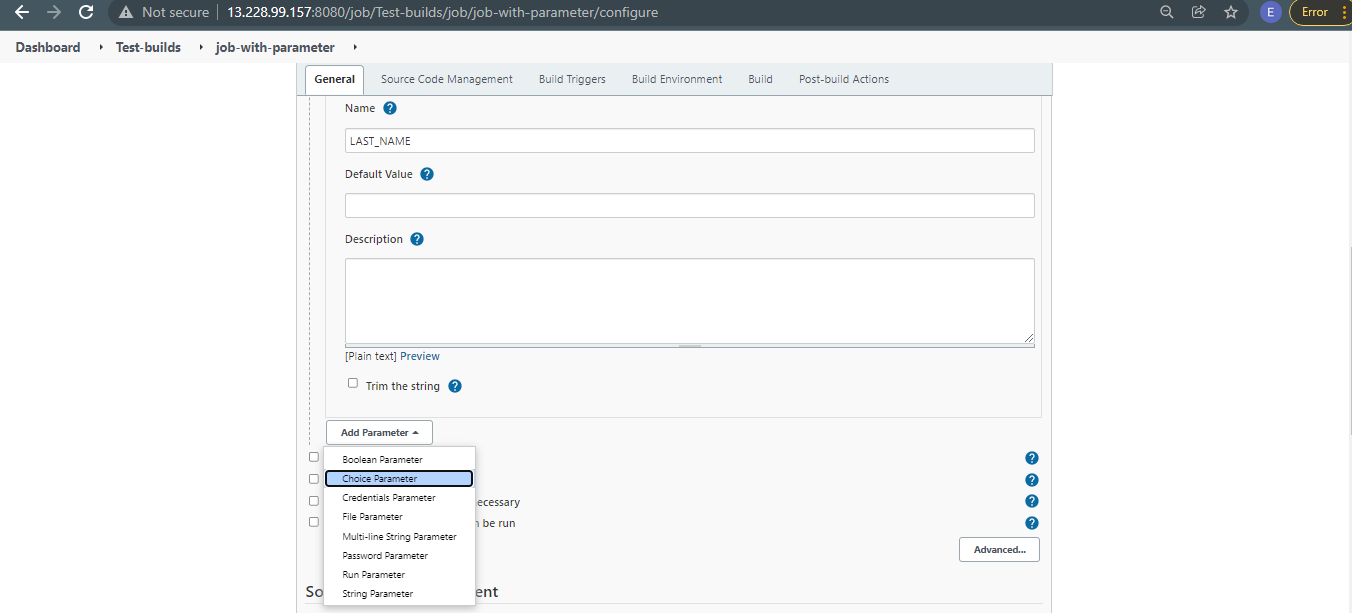 Not secure 13.228.99.157:8080/job/Test-builds/job/job-with-parameter/configure E Error
Dashboard Test-builds job-with-parameter
General Source Code Management Build Triggers Build Environment Build Post-build Actions
Name ?
LAST_NAME
Default Value ?
Description ?
[Plain text] Preview
Trim the string ?
Add Parameter
Boolean Parameter ?
Choice Parameter ?
Credentials Parameter ecessary ?
File Parameter
be run ?
Multi-line String Parameter
Advanced...
Password Parameter
Run Parameter
String Parameter
So ent